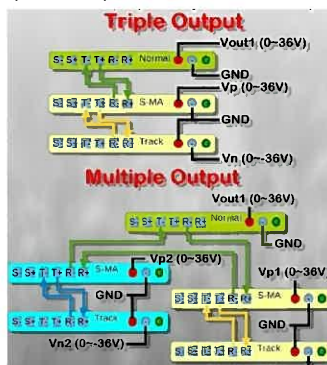 Triple Output
Vout1 (0~36V)
S- S+ T- T+ R- R+ Normal
GND
Vp (0~36V)
S- S+ T- T+ R- R+ S-MA
GND
S- S+ T- T+ R- R+ Track
Vn (0~-36V)
Multiple Output
Vout1 (0~36V)
S- S+ T- T+ R- R+ Normal
GND
Vp2 (0~36V)
S- S+ T- T+ R- R+ S-MA
Vp1 (0~36V
GND
S- S+ T- T+ R- R+ S-MA
S- S+ T- T+ R- R+ Track
GND
Vn2 (0~-36V)
S- S+ T- T+ R- R+ Track